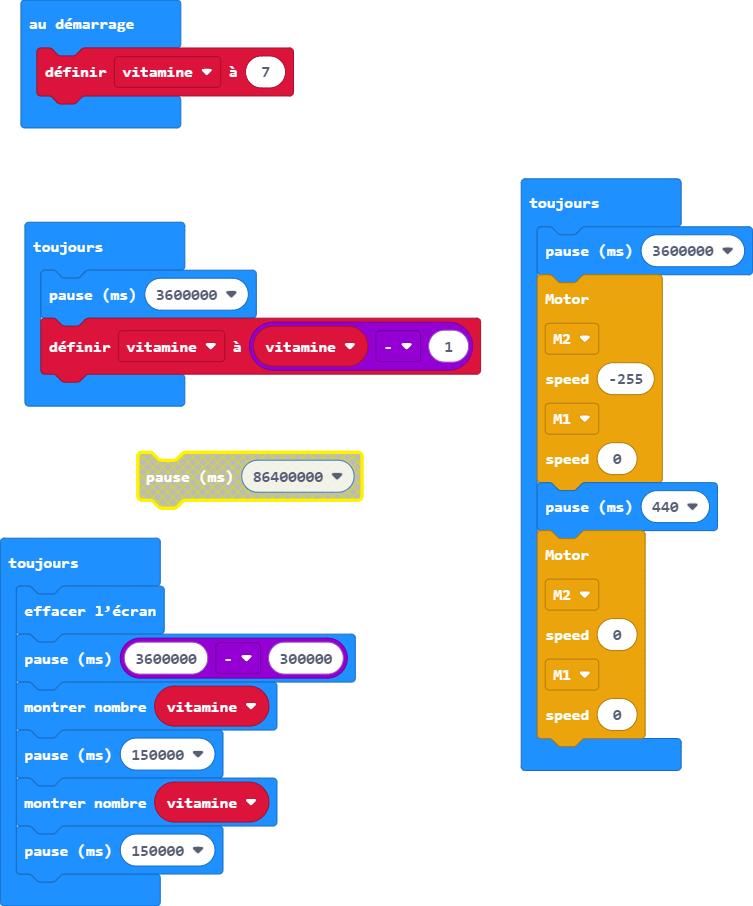 au démarrage
définir vitamine à 7
toujours
pause (ms) 3600000
définir vitamine à vitamine - 1
pause (ms) 86400000
toujours
effacer l’écran
pause (ms) 3600000 - 300000
montrer nombre vitamine
pause (ms) 150000
montrer nombre vitamine
pause (ms) 150000
toujours
pause (ms) 3600000
Motor
M2
speed -255
M1
speed 0
pause (ms) 440
Motor
M2
speed 0
M1
speed 0